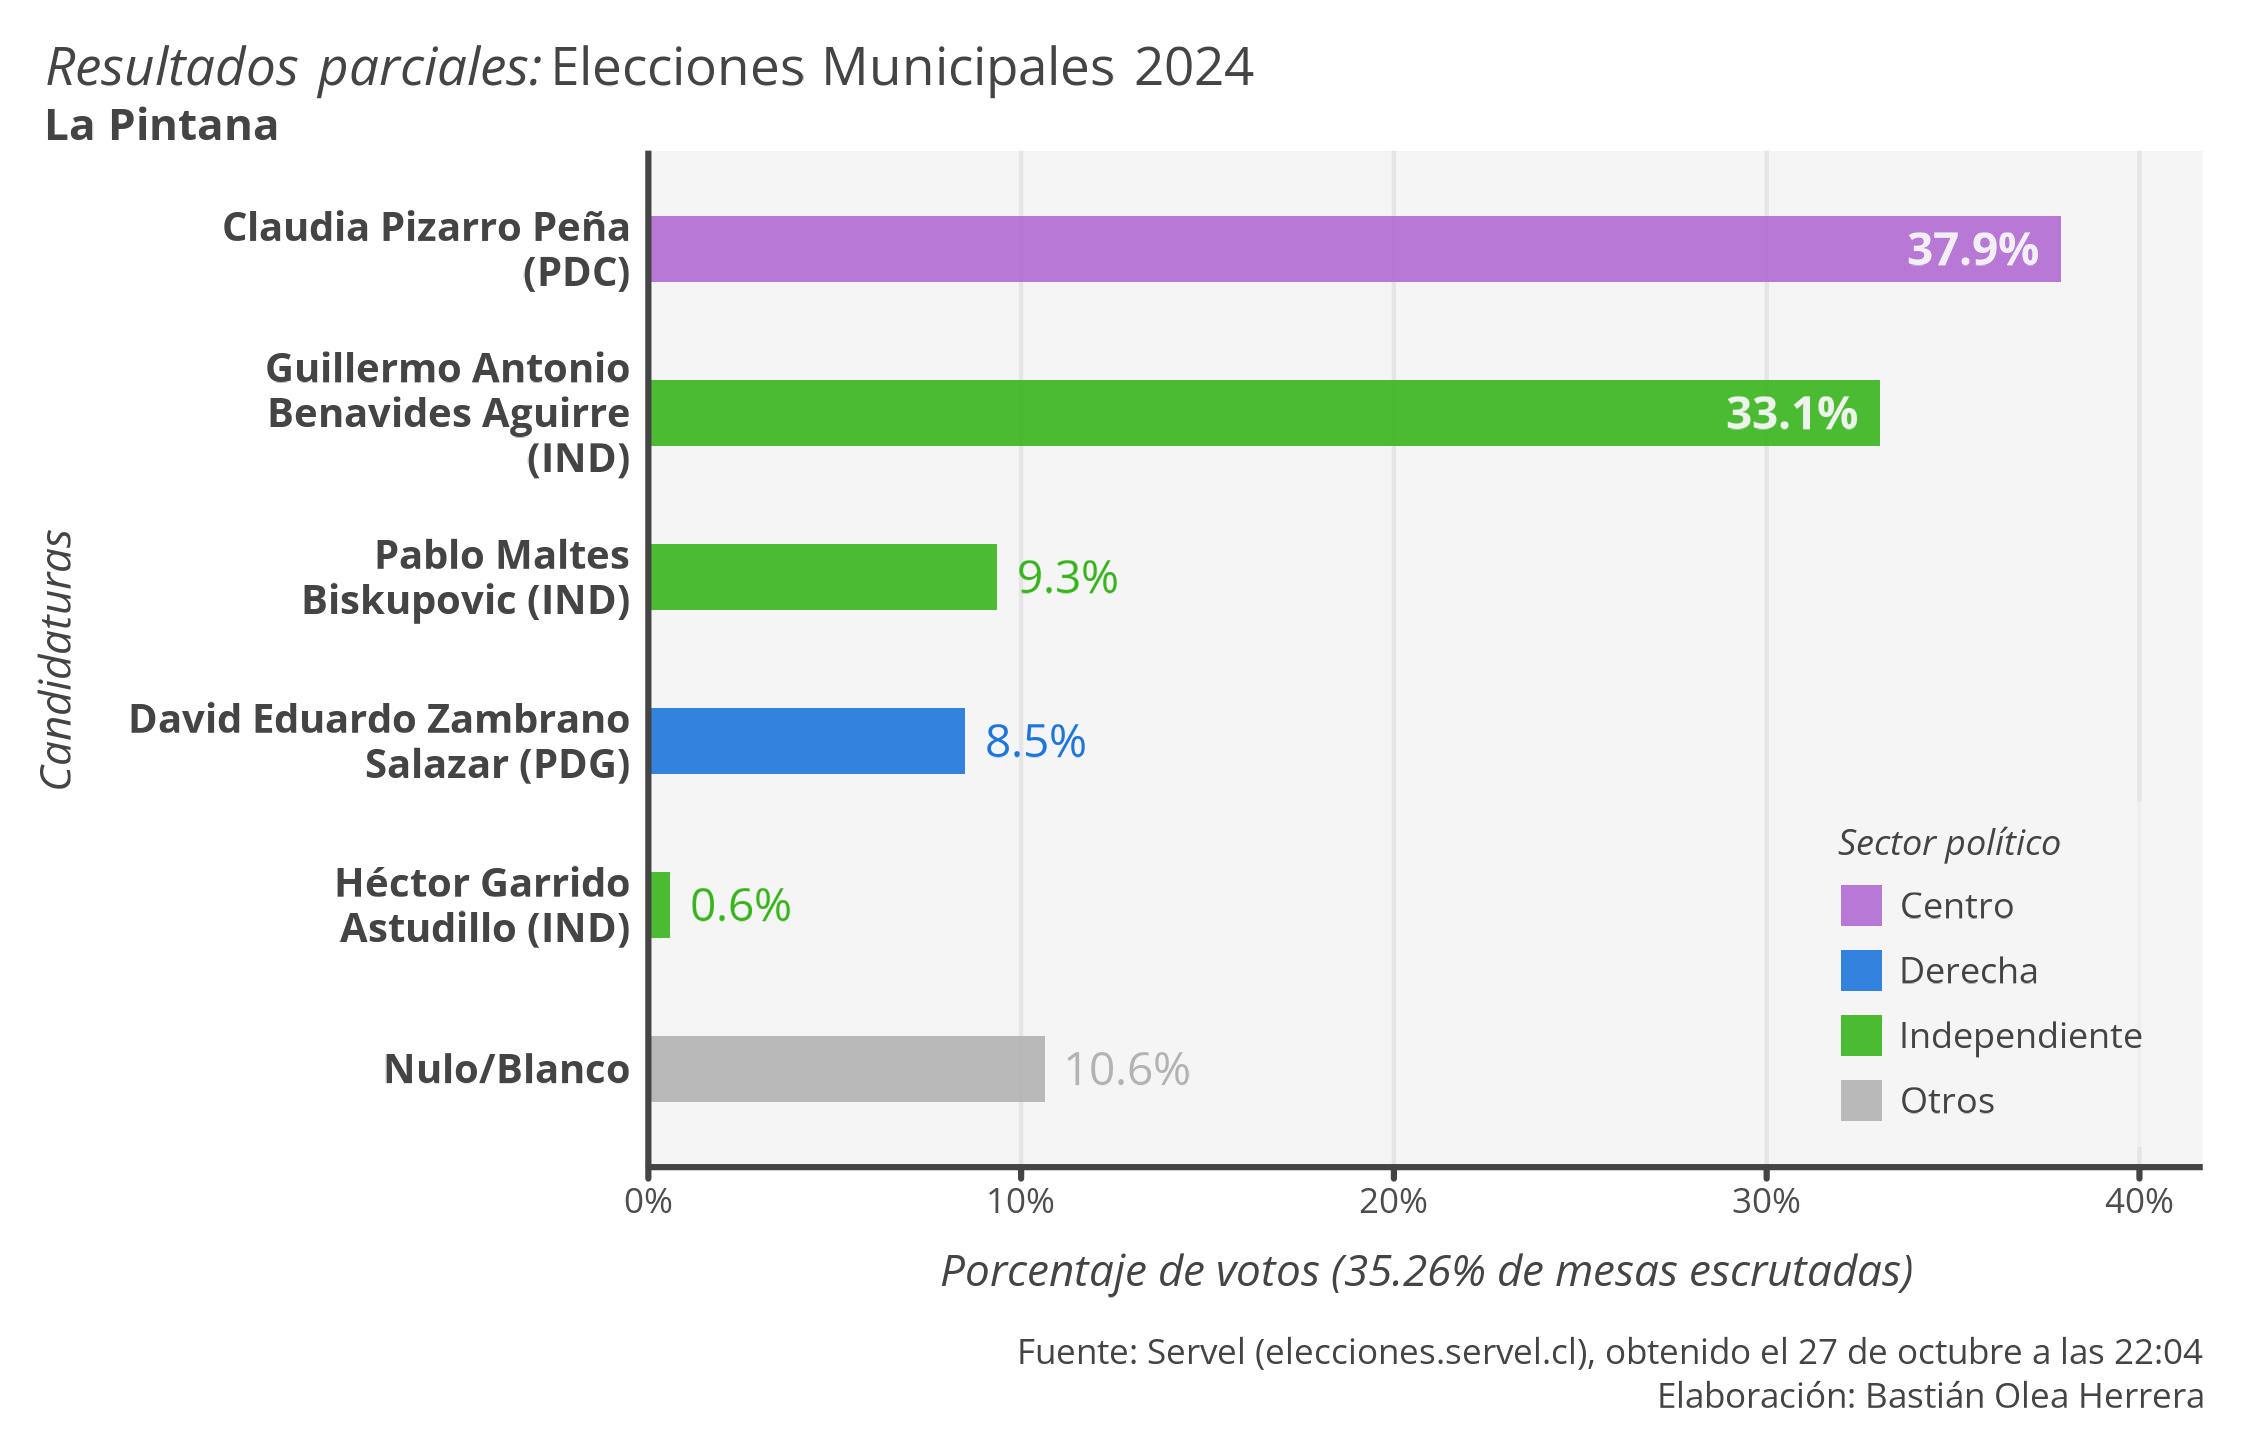 Resultados parciales: Elecciones Municipales 2024
La Pintana
Candidaturas
Claudia Pizarro Peña
(PDC)
37.9%
Guillermo Antonio
Benavides Aguirre
(IND)
33.1%
Pablo Maltes
Biskupovic (IND)
9.3%
David Eduardo Zambrano
Salazar (PDG)
8.5%
Héctor Garrido
Astudillo (IND)
0.6%
Nulo/Blanco
10.6%
Sector político
Centro
Derecha
Independiente
Otros
0% 10% 20% 30% 40%
Porcentaje de votos (35.26% de mesas escrutadas)
Fuente: Servel (elecciones.servel.cl), obtenido el 27 de octubre a las 22:04
Elaboración: Bastián Olea Herrera